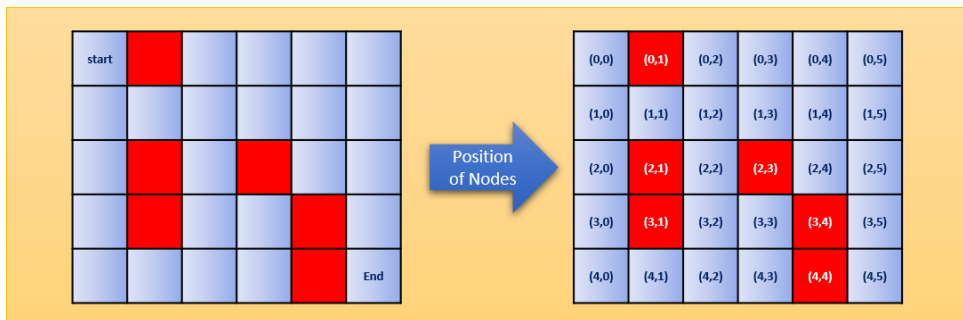 start
End
Position
of Nodes
(0,0) (0,1) (0,2) (0,3) (0,4) (0,5)
(1,0) (1,1) (1,2) (1,3) (1,4) (1,5)
(2,0) (2,1) (2,2) (2,3) (2,4) (2,5)
(3,0) (3,1) (3,2) (3,3) (3,4) (3,5)
(4,0) (4,1) (4,2) (4,3) (4,4) (4,5)